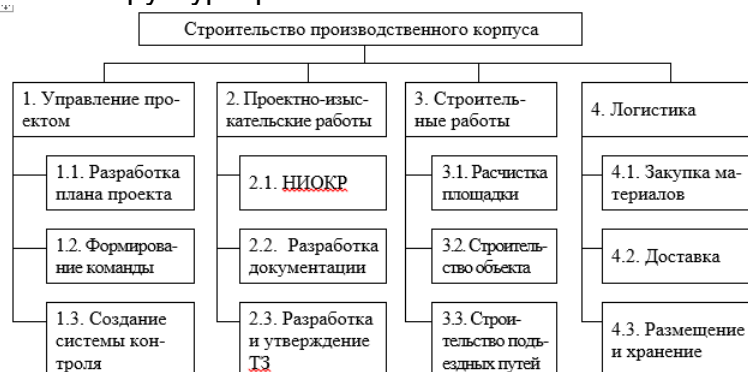 Строительство производственного корпуса
1. Управление про-
ектом
2. Проектно-изыс-
кательские работы
3. Строитель-
ные работы
4. Логистика
1.1. Разработка
плана проекта
2.1. НИОКР
3.1. Расчистка
площадки
4.1. Закупка ма-
териалов
1.2. Формирова-
ние команды
2.2. Разработка
документации
3.2. Строитель-
ство объекта
4.2. Доставка
1.3. Создание
системы кон-
троля
2.3. Разработка
и утверждение
ТЗ
3.3. Строи-
тельство подъ-
ездных путей
4.3. Размещение
и хранение